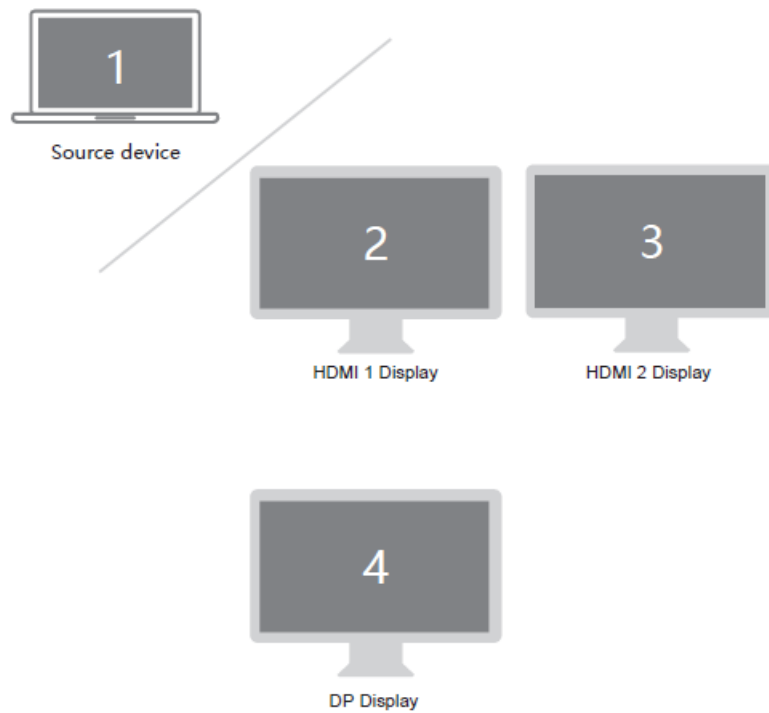 1
Source device
2
3
HDMI 1 Display
HDMI 2 Display
4
DP Display